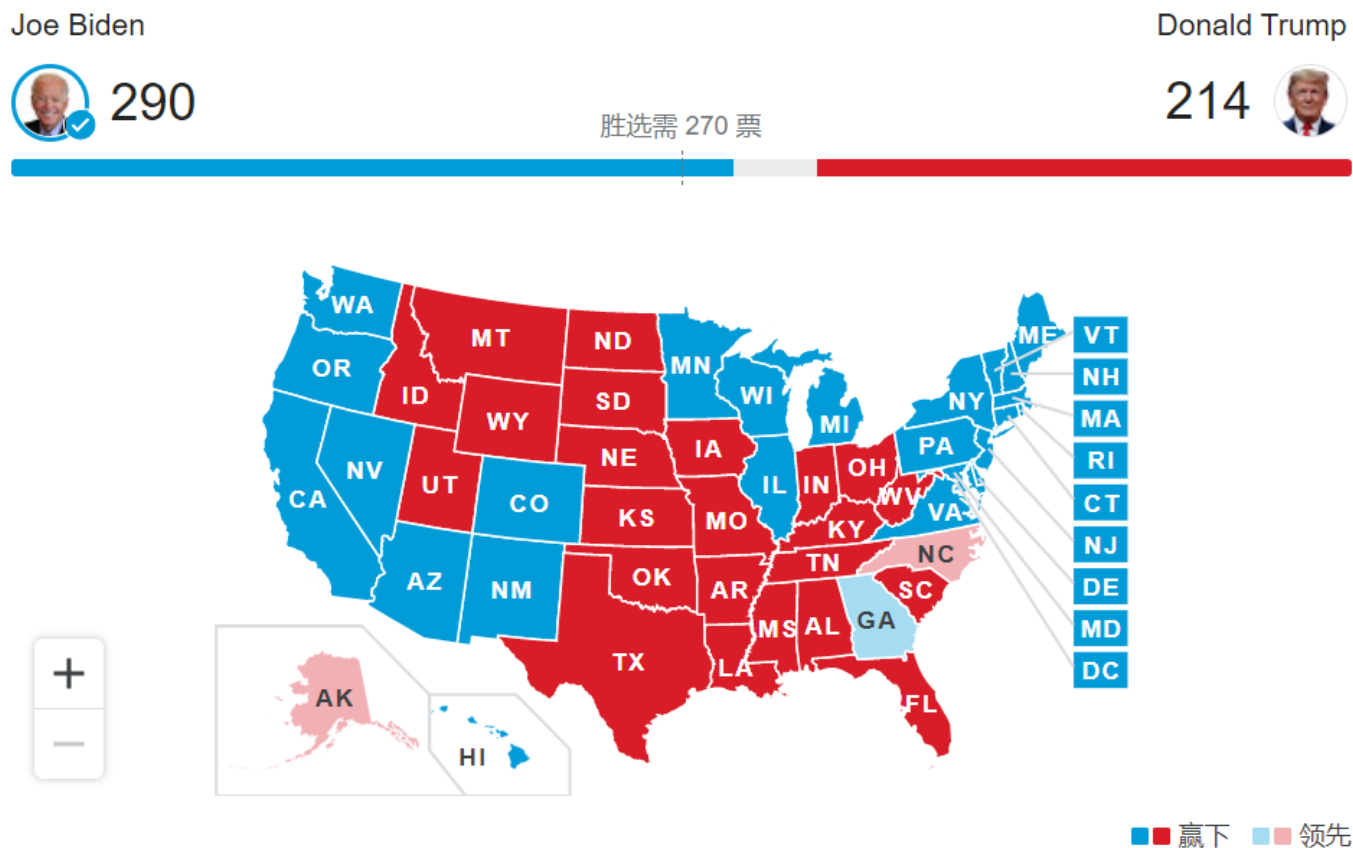 Joe Biden
Donald Trump
290
214
胜选需 270 票
WA
MT
ND
MN
ME
VT
OR
ID
SD
WI
NH
WY
MI
NY
MA
NV
UT
NE
IA
PA
RI
CA
CO
KS
MO
IL
IN
OH
WV
VA
CT
KY
NJ
AZ
NM
OK
AR
TN
NC
DE
SC
GA
MS
AL
MD
TX
LA
FL
DC
AK
HI
+
−
赢下
领先